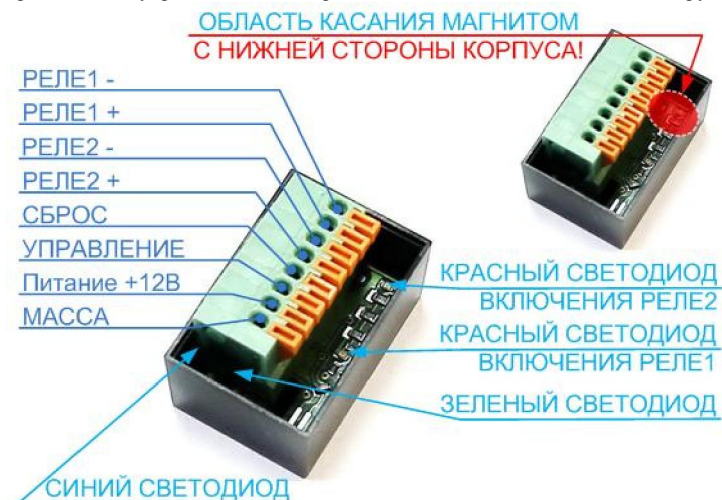 ОБЛАСТЬ КАСАНИЯ МАГНИТОМ
С НИЖНЕЙ СТОРОНЫ КОРПУСА!
РЕЛЕ1 -
РЕЛЕ1 +
РЕЛЕ2 -
РЕЛЕ2 +
СБРОС
УПРАВЛЕНИЕ
Питание +12В
МАССА
КРАСНЫЙ СВЕТОДИОД
ВКЛЮЧЕНИЯ РЕЛЕ2
КРАСНЫЙ СВЕТОДИОД
ВКЛЮЧЕНИЯ РЕЛЕ1
ЗЕЛЕНЫЙ СВЕТОДИОД
СИНИЙ СВЕТОДИОД